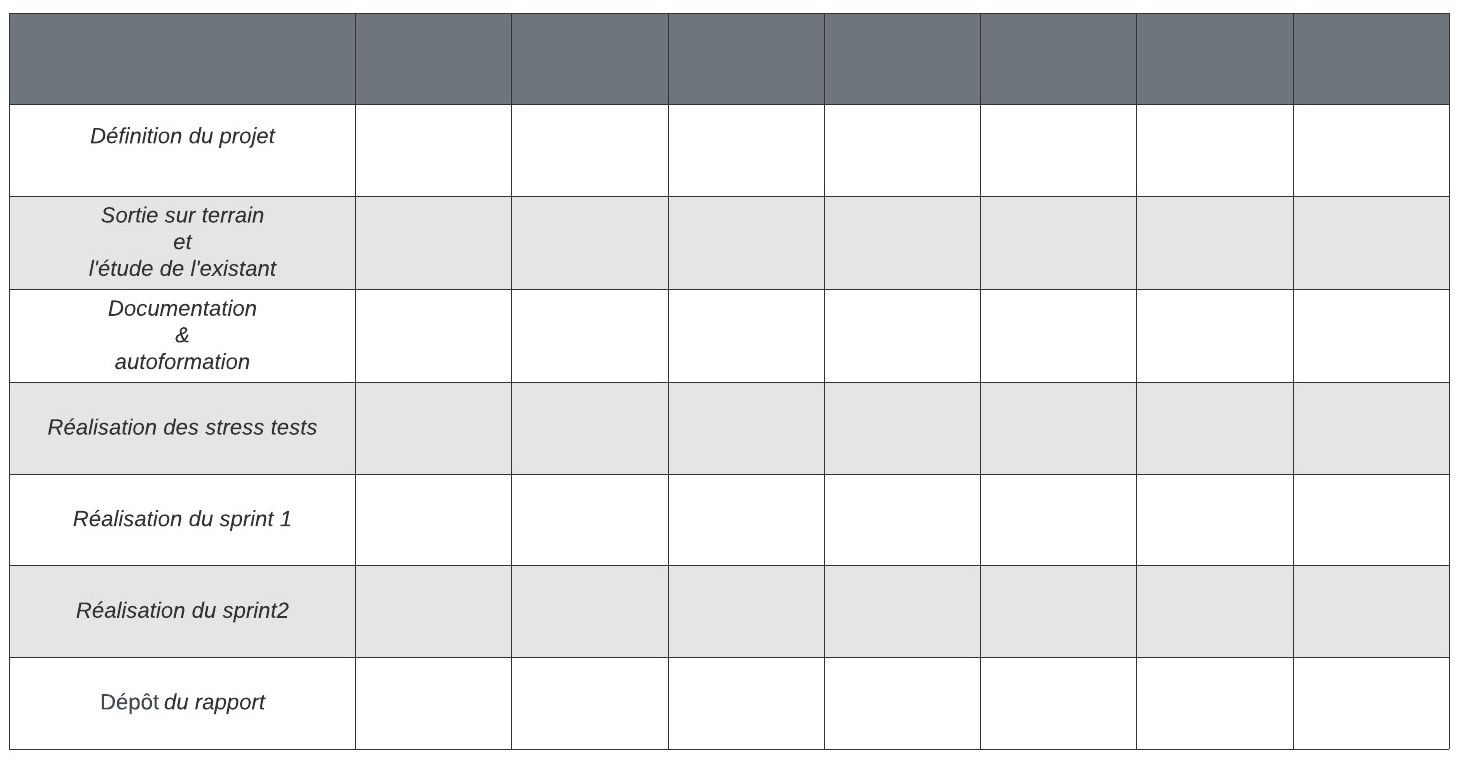 Définition du projet
Sortie sur terrain
et
l'étude de l'existant
Documentation
&
autoformation
Réalisation des stress tests
Réalisation du sprint 1
Réalisation du sprint2
Dépôt du rapport